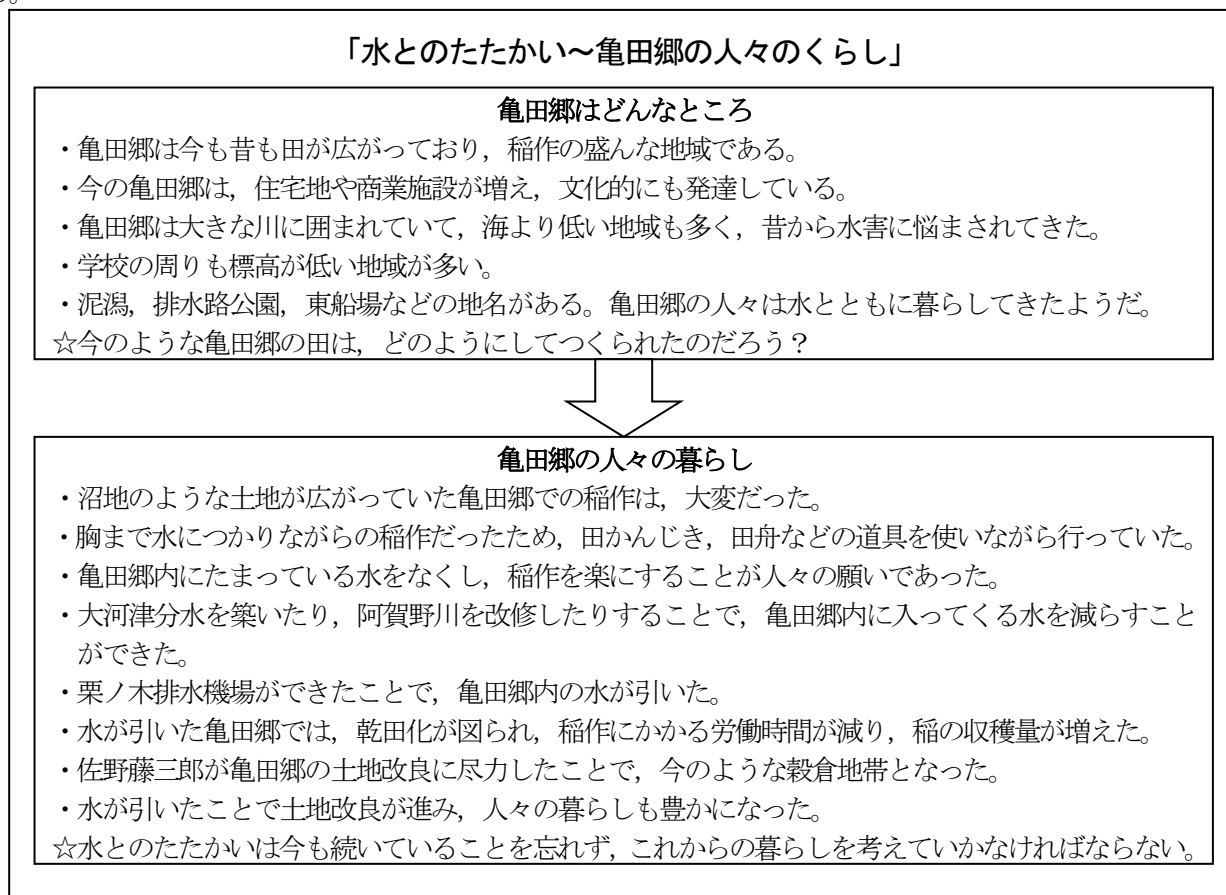 「水とのたたかい～亀田郷の人々のくらし」
亀田郷はどんなところ
・亀田郷は今も昔も田が広がっており，稲作の盛んな地域である。
・今の亀田郷は，住宅地や商業施設が増え，文化的にも発達している。
・亀田郷は大きな川に囲まれていて，海より低い地域も多く，昔から水害に悩まされてきた。
・学校の周りも標高が低い地域が多い。
・泥潟，排水路公園，東船場などの地名がある。亀田郷の人々は水とともに暮らしてきたようだ。
☆今のような亀田郷の田は，どのようにしてつくられたのだろう？
亀田郷の人々の暮らし
・沼地のような土地が広がっていた亀田郷での稲作は，大変だった。
・胸まで水につかりながらの稲作だったため，田かんじき，田舟などの道具を使いながら行っていた。
・亀田郷内にたまっている水をなくし，稲作を楽にすることが人々の願いであった。
・大河津分水を築いたり，阿賀野川を改修したりすることで，亀田郷内に入ってくる水を減らすこと
ができた。
・栗ノ木排水機場ができたことで，亀田郷内の水が引いた。
・水が引いた亀田郷では，乾田化が図られ，稲作にかかる労働時間が減り，稲の収穫量が増えた。
・佐野藤三郎が亀田郷の土地改良に尽力したことで，今のような穀倉地帯となった。
・水が引いたことで土地改良が進み，人々の暮らしも豊かになった。
☆水とのたたかいは今も続いていることを忘れず，これからの暮らしを考えていかなければならない。